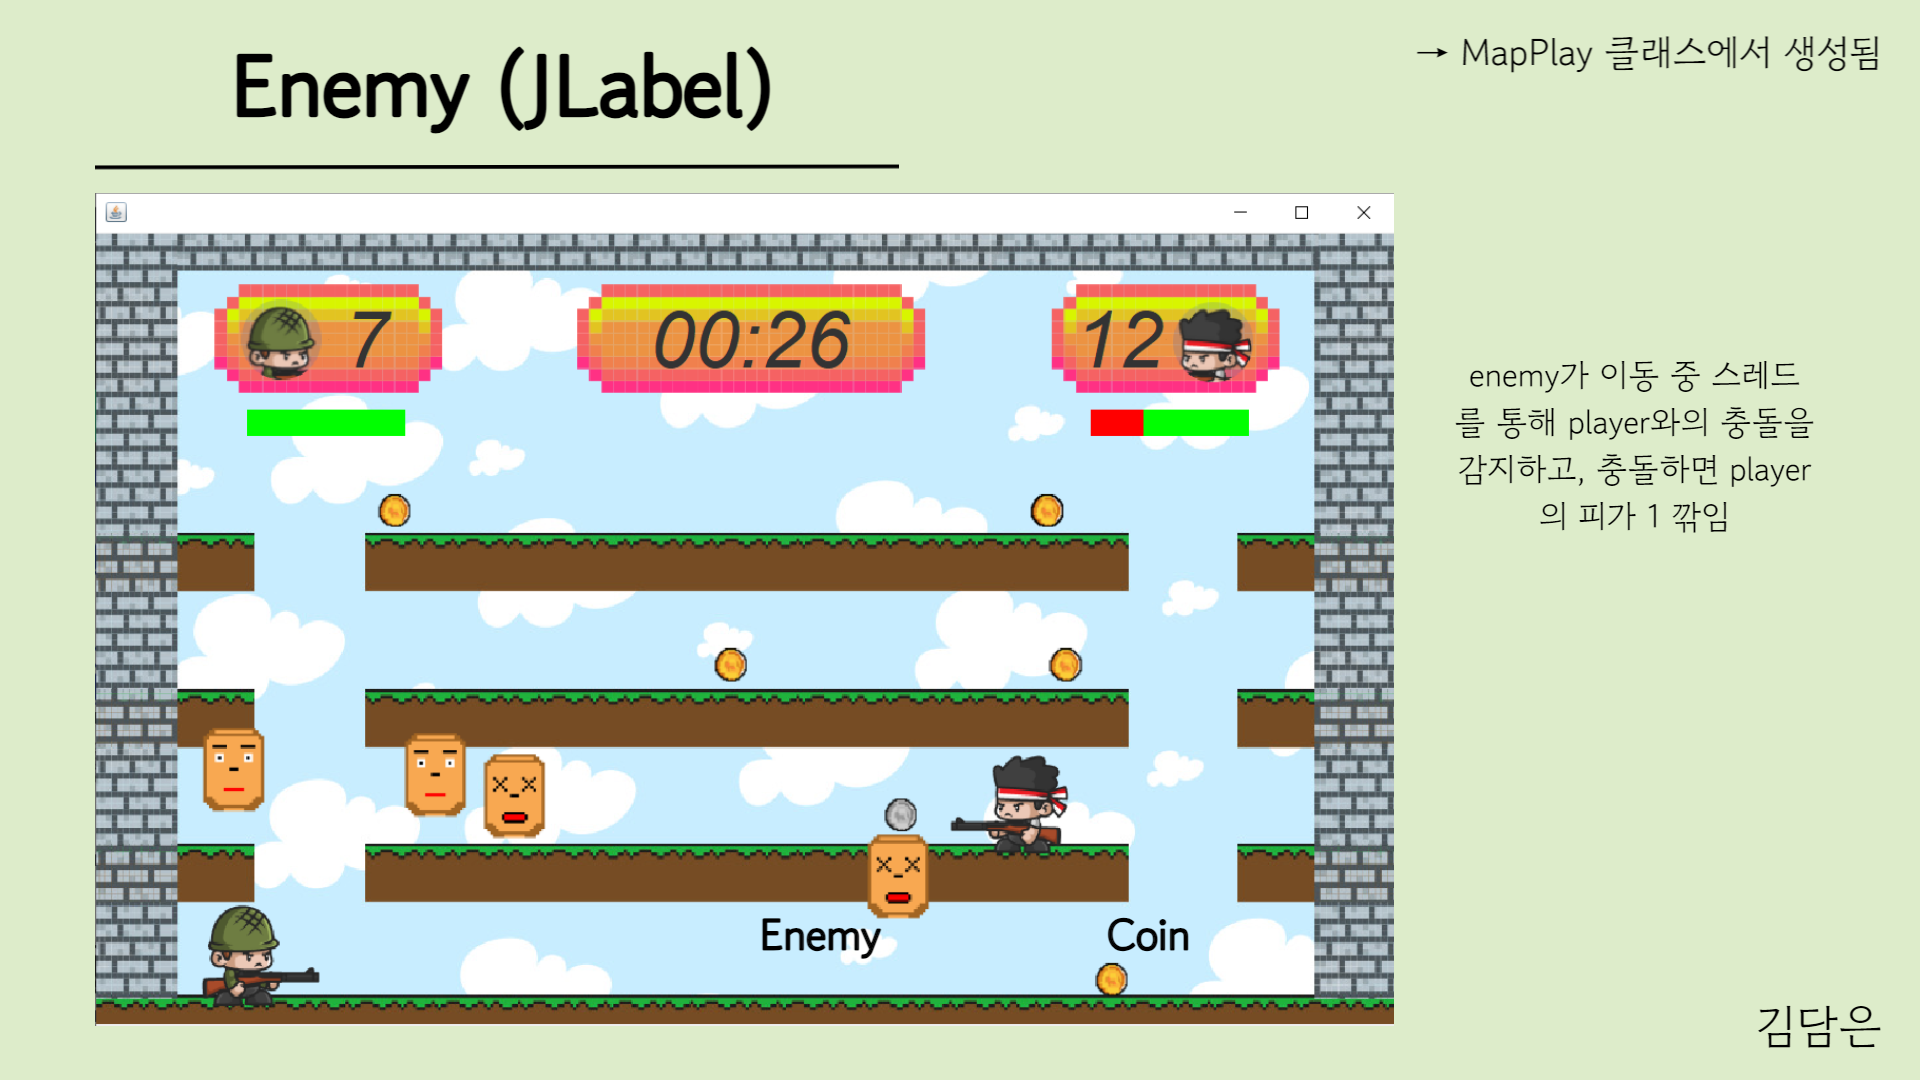 Enemy (JLabel)
→ MapPlay 클래스에서 생성됨
7
00:26
12
enemy가 이동 중 스레드
를 통해 player와의 충돌을
감지하고, 충돌하면 player
의 피가 1 깎임
Enemy
Coin
김담은